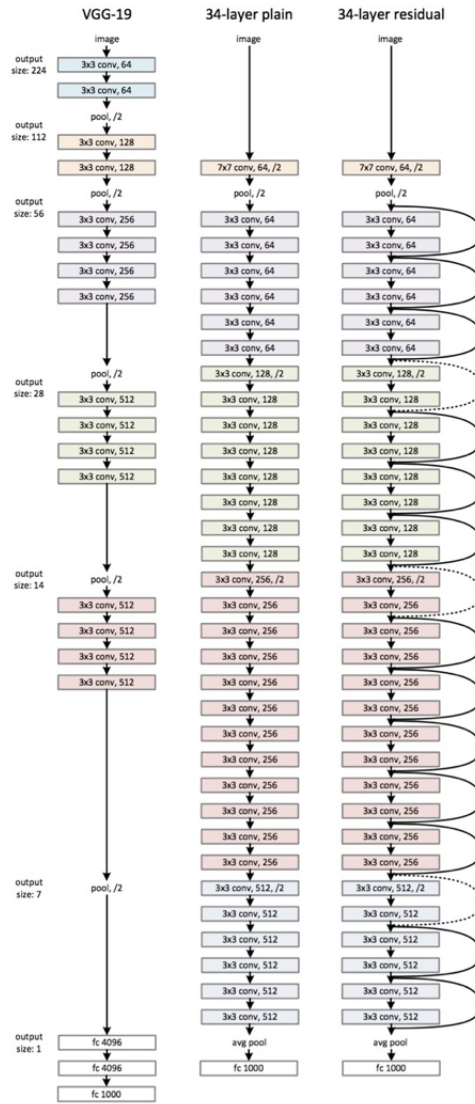 VGG-19
34-layer plain
34-layer residual
output
size: 224
image
3x3 conv, 64
3x3 conv, 64
pool, /2
output
size: 112
3x3 conv, 128
3x3 conv, 128
pool, /2
output
size: 56
3x3 conv, 256
3x3 conv, 256
3x3 conv, 256
3x3 conv, 256
pool, /2
output
size: 28
3x3 conv, 512
3x3 conv, 512
3x3 conv, 512
3x3 conv, 512
pool, /2
output
size: 14
3x3 conv, 512
3x3 conv, 512
3x3 conv, 512
3x3 conv, 512
pool, /2
output
size: 7
output
size: 1
fc 4096
fc 4096
fc 1000
image
7x7 conv, 64, /2
pool, /2
3x3 conv, 64
3x3 conv, 64
3x3 conv, 64
3x3 conv, 64
3x3 conv, 64
3x3 conv, 64
3x3 conv, 128, /2
3x3 conv, 128
3x3 conv, 128
3x3 conv, 128
3x3 conv, 128
3x3 conv, 128
3x3 conv, 128
3x3 conv, 128
3x3 conv, 256, /2
3x3 conv, 256
3x3 conv, 256
3x3 conv, 256
3x3 conv, 256
3x3 conv, 256
3x3 conv, 256
3x3 conv, 256
3x3 conv, 256
3x3 conv, 256
3x3 conv, 256
3x3 conv, 256
3x3 conv, 512, /2
3x3 conv, 512
3x3 conv, 512
3x3 conv, 512
3x3 conv, 512
3x3 conv, 512
avg pool
fc 1000
image
7x7 conv, 64, /2
pool, /2
3x3 conv, 64
3x3 conv, 64
3x3 conv, 64
3x3 conv, 64
3x3 conv, 64
3x3 conv, 64
3x3 conv, 128, /2
3x3 conv, 128
3x3 conv, 128
3x3 conv, 128
3x3 conv, 128
3x3 conv, 128
3x3 conv, 128
3x3 conv, 128
3x3 conv, 256, /2
3x3 conv, 256
3x3 conv, 256
3x3 conv, 256
3x3 conv, 256
3x3 conv, 256
3x3 conv, 256
3x3 conv, 256
3x3 conv, 256
3x3 conv, 256
3x3 conv, 256
3x3 conv, 256
3x3 conv, 512, /2
3x3 conv, 512
3x3 conv, 512
3x3 conv, 512
3x3 conv, 512
3x3 conv, 512
avg pool
fc 1000